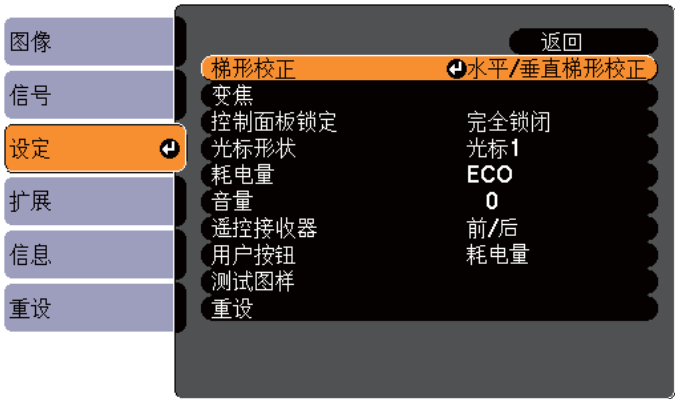 图像
信号
设定
扩展
信息
重设
返回
梯形校正 水平/垂直梯形校正
变焦
控制面板锁定 完全锁闭
光标形状 光标1
耗电量 ECO
音量 0
遥控接收器 前/后
用户按钮 耗电量
测试图样
重设